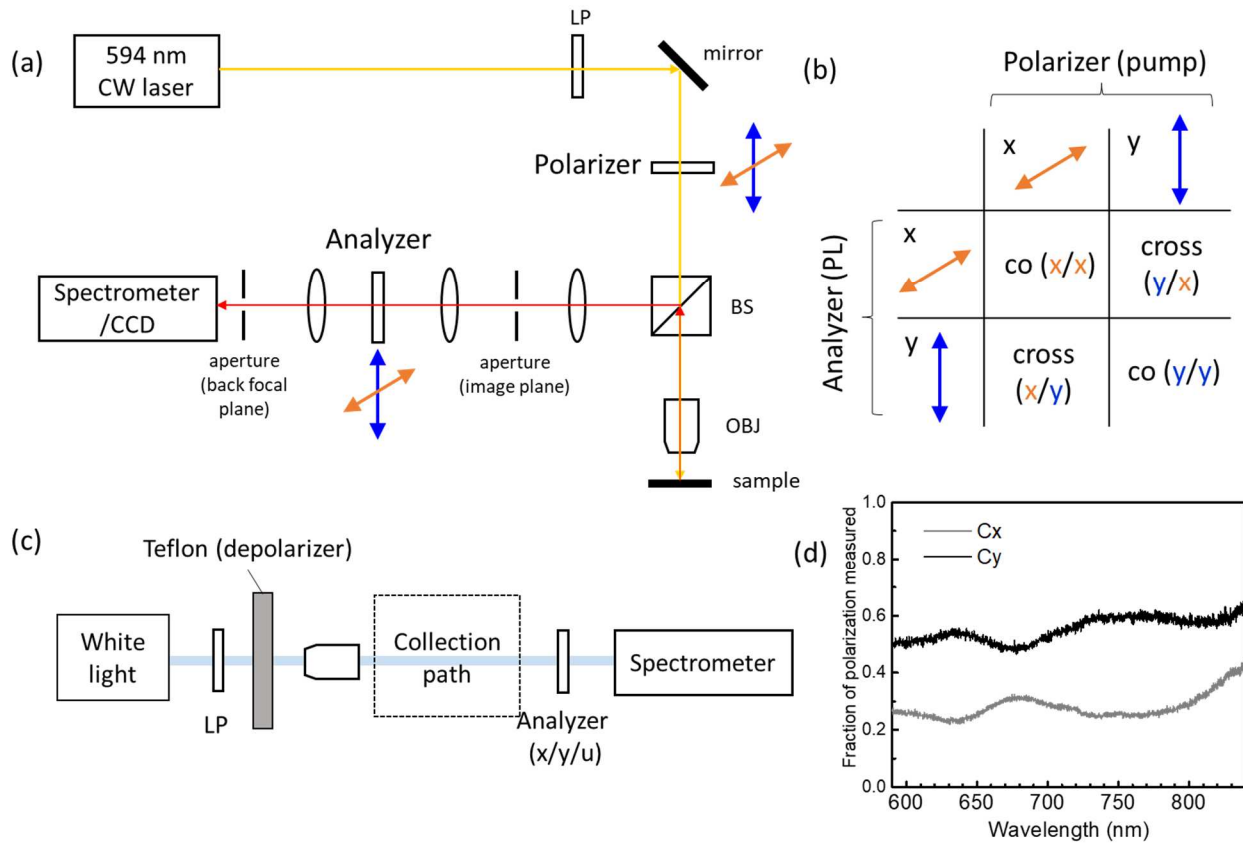 (a)
594 nm
CW laser
LP
mirror
Polarizer
Analyzer
Spectrometer
/CCD
aperture
(back focal
plane)
aperture
(image plane)
BS
OBJ
sample
(b)
Polarizer (pump)
x
y
Analyzer (PL)
x
co (x/x)
cross
(y/x)
y
cross
(x/y)
co (y/y)
(c)
Teflon (depolarizer)
White
light
LP
Collection
path
Analyzer
(x/y/u)
Spectrometer
(d)
Fraction of polarization measured
1.0
0.8
0.6
0.4
0.2
0.0
Cx
Cy
600
650
700
750
800
Wavelength (nm)